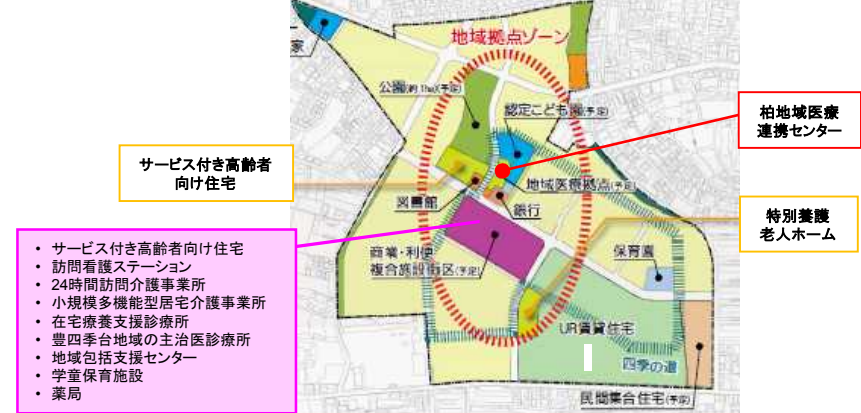 家
地域拠点ゾーン
公園(約1ha)(予定)
認定こども園(予定)
柏地域医療
連携センター
サービス付き高齢者
向け住宅
地域医療拠点(予定)
図書館
銀行
特別養護
老人ホーム
・ サービス付き高齢者向け住宅
・ 訪問看護ステーション
・ 24時間訪問介護事業所
・ 小規模多機能型居宅介護事業所
・ 在宅療養支援診療所
・ 豊四季台地域の主治医診療所
・ 地域包括支援センター
・ 学童保育施設
・ 薬局
商業・利便
複合施設街区(予定)
保育園
UR賃貸住宅
四季の道
民間集合住宅(予定)